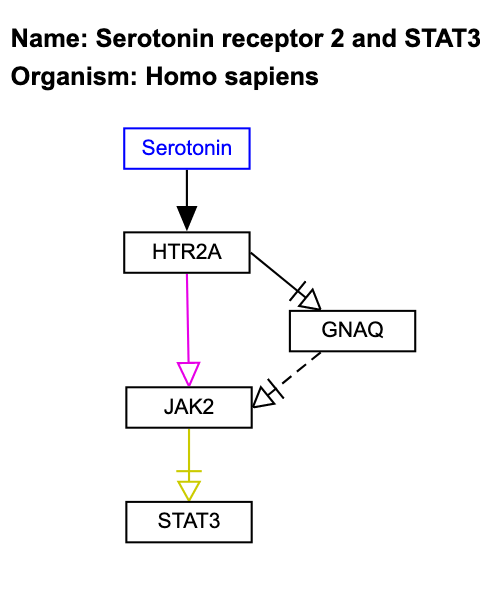 Name: Serotonin receptor 2 and STAT3
Organism: Homo sapiens
Serotonin
HTR2A
GNAQ
JAK2
STAT3